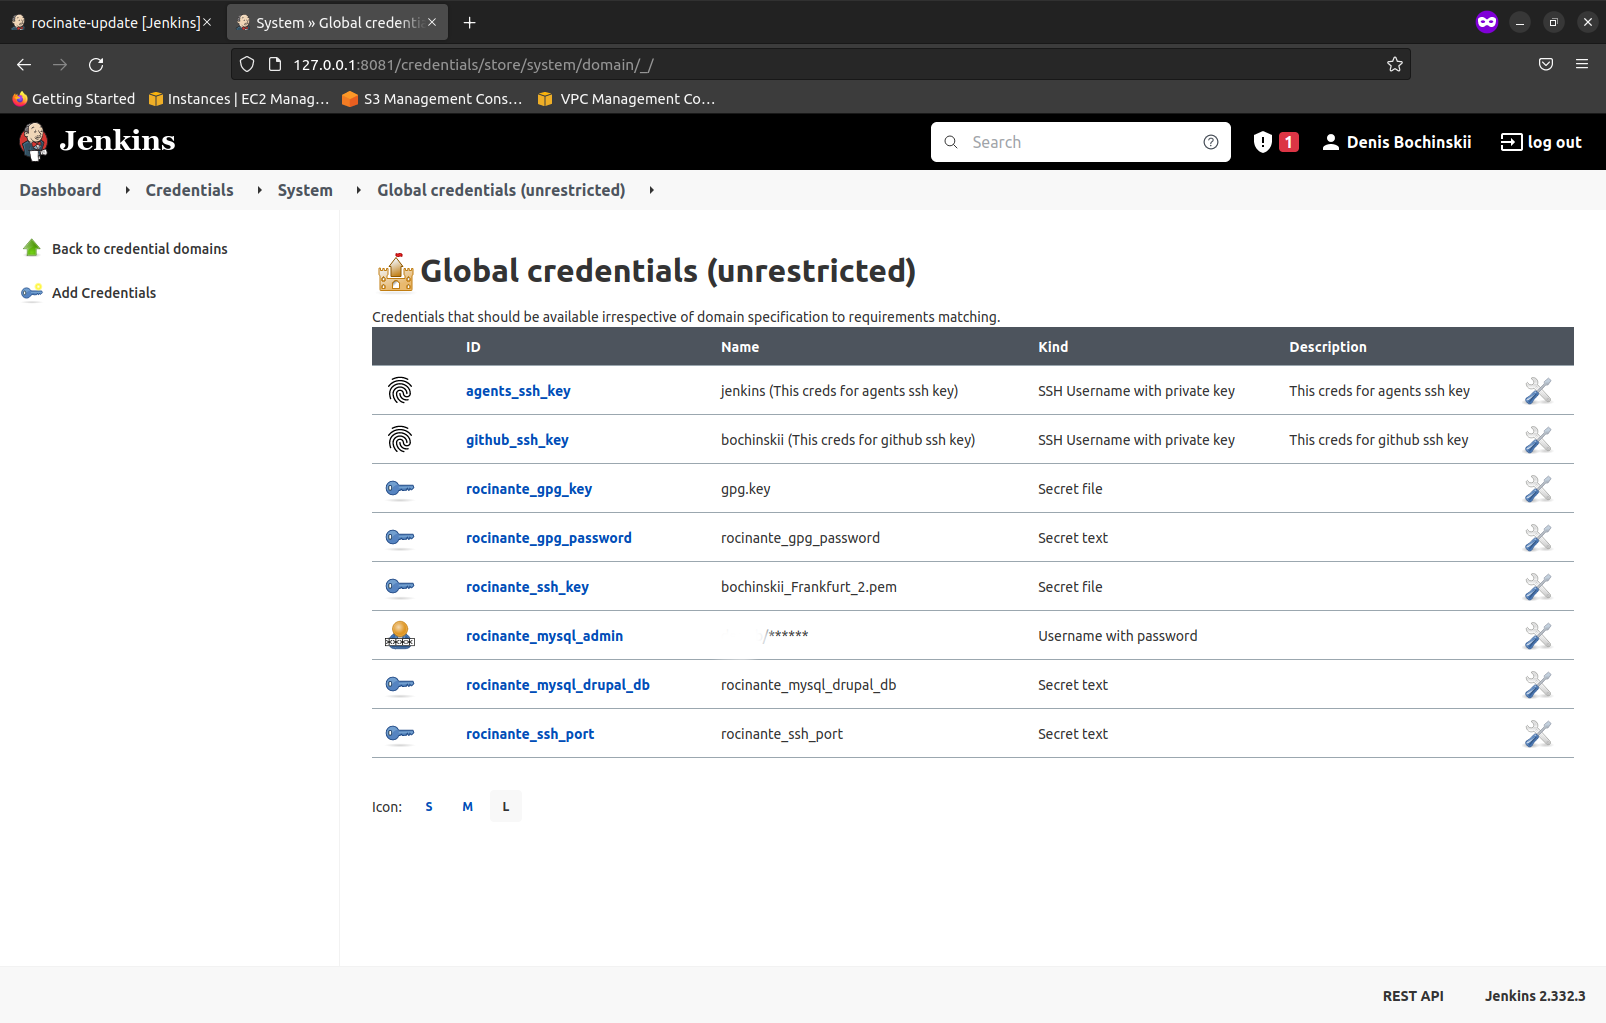 rocinate-update [Jenkins]
System » Global credenti
127.0.0.1:8081/credentials/store/system/domain/_/
Getting Started Instances | EC2 Manag… S3 Management Cons… VPC Management Co…
Jenkins Search 1 Denis Bochinskii log out
Dashboard Credentials System Global credentials (unrestricted)
Back to credential domains
Add Credentials
Global credentials (unrestricted)
Credentials that should be available irrespective of domain specification to requirements matching.
ID Name Kind Description
agents_ssh_key jenkins (This creds for agents ssh key) SSH Username with private key This creds for agents ssh key
github_ssh_key bochinskii (This creds for github ssh key) SSH Username with private key This creds for github ssh key
rocinante_gpg_key gpg.key Secret file
rocinante_gpg_password rocinante_gpg_password Secret text
rocinante_ssh_key bochinskii_Frankfurt_2.pem Secret file
rocinante_mysql_admin /****** Username with password
rocinante_mysql_drupal_db rocinante_mysql_drupal_db Secret text
rocinante_ssh_port rocinante_ssh_port Secret text
Icon: S M L
REST API Jenkins 2.332.3